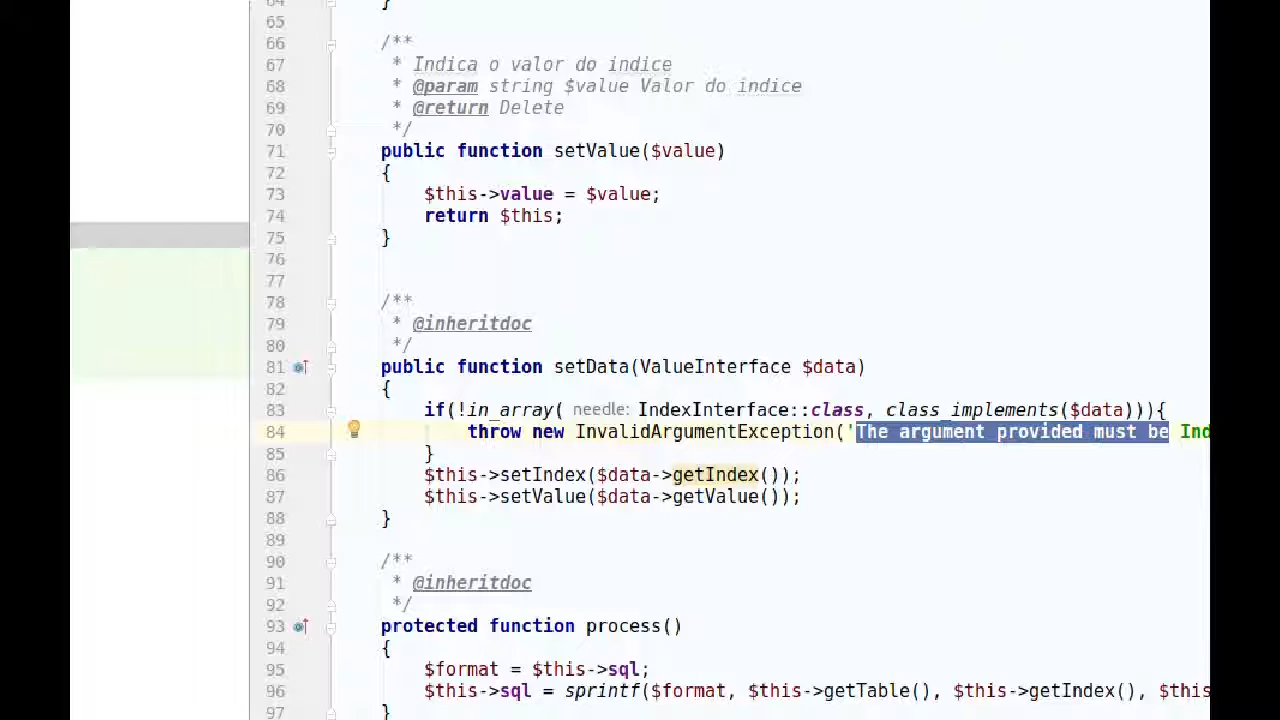 64 }
65
66 /**
67 * Indica o valor do indice
68 * @param string $value Valor do indice
69 * @return Delete
70 */
71 public function setValue($value)
72 {
73 $this->value = $value;
74 return $this;
75 }
76
77
78 /**
79 * @inheritdoc
80 */
81 public function setData(ValueInterface $data)
82 {
83 if(!in_array( needle: IndexInterface::class, class_implements($data))){
84 throw new InvalidArgumentException('The argument provided must be Ind
85 }
86 $this->setIndex($data->getIndex());
87 $this->setValue($data->getValue());
88 }
89
90 /**
91 * @inheritdoc
92 */
93 protected function process()
94 {
95 $format = $this->sql;
96 $this->sql = sprintf($format, $this->getTable(), $this->getIndex(), $this
97 }